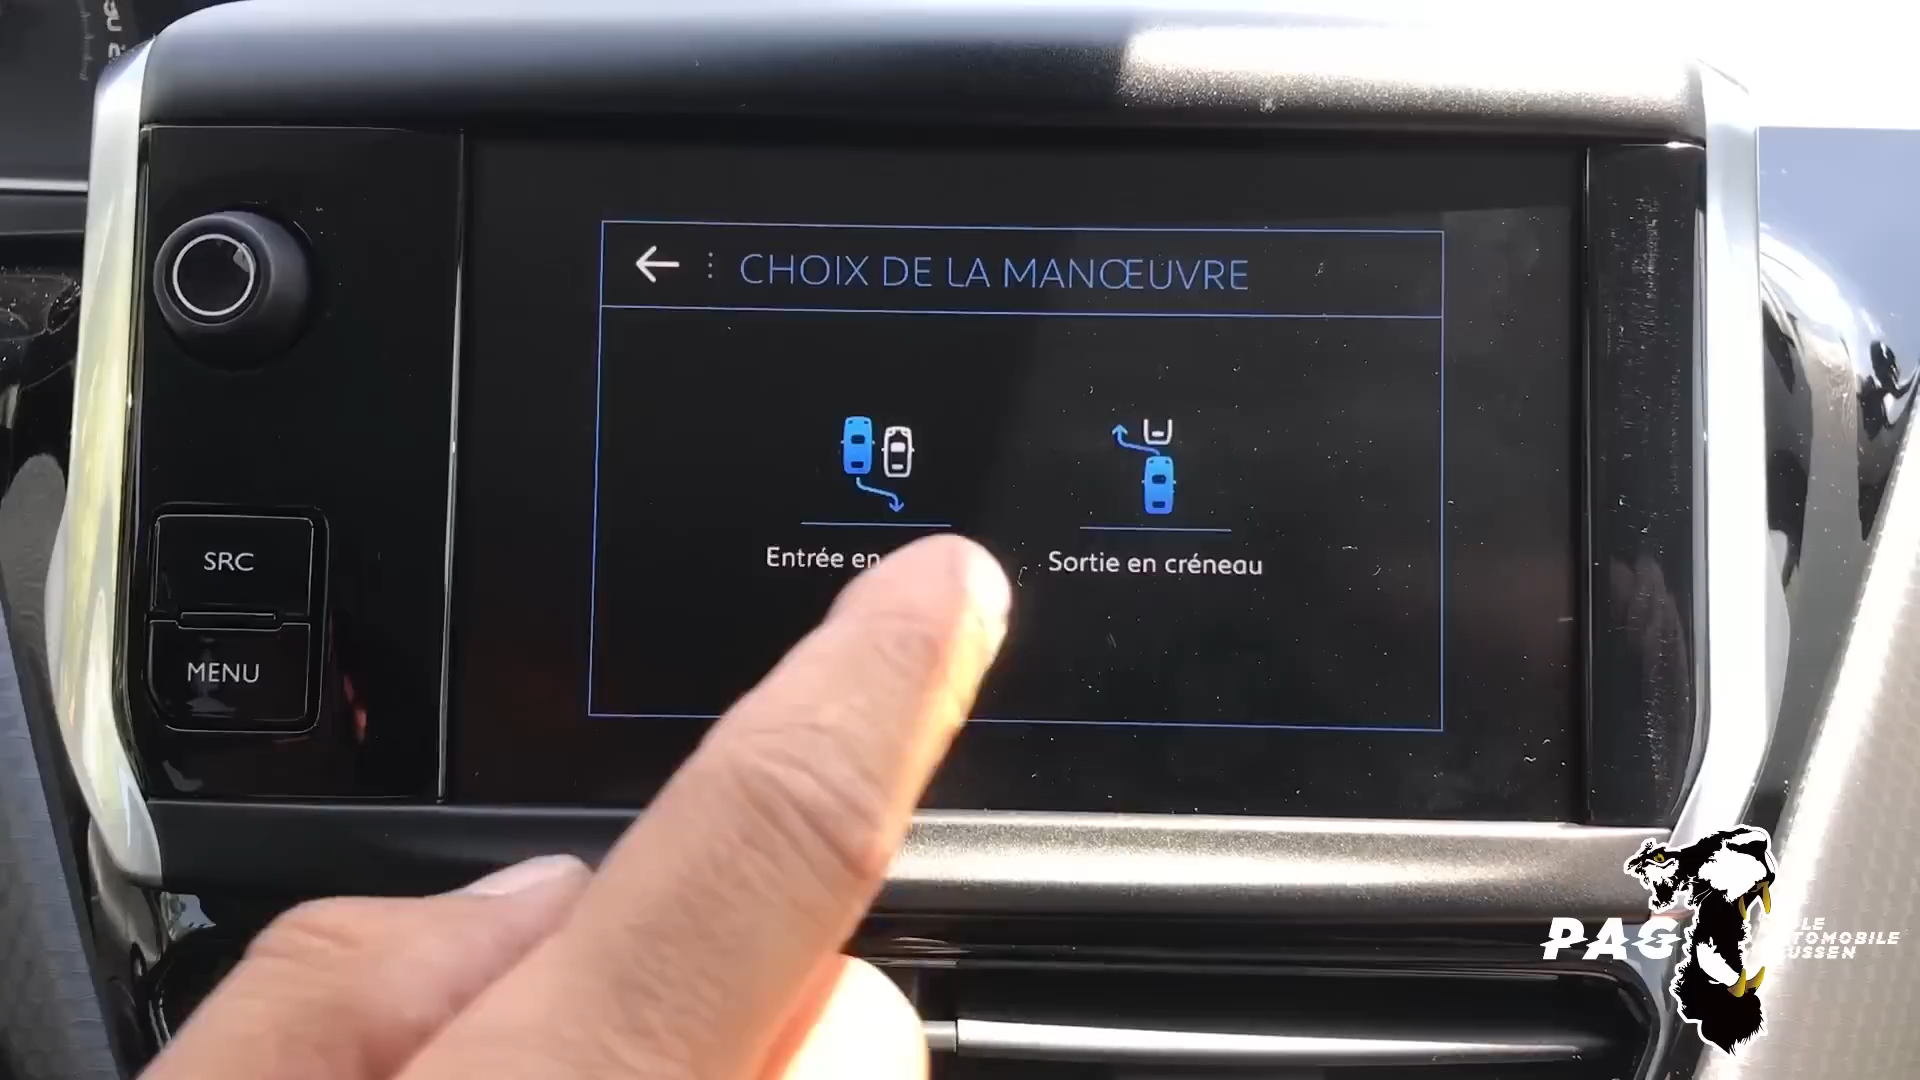 CHOIX DE LA MANŒUVRE
Entrée en
Sortie en créneau
SRC
MENU
PAG